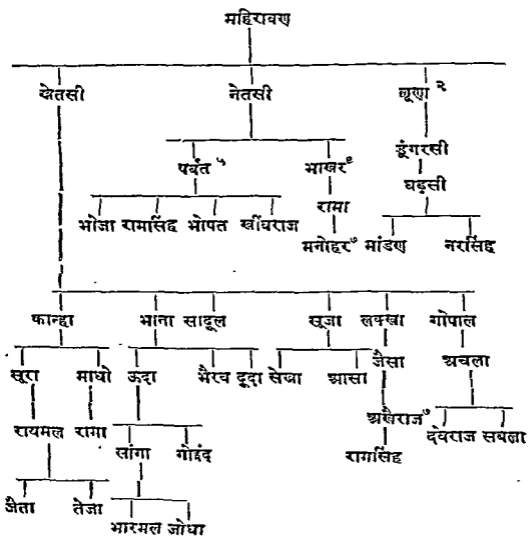 महिरावण
खेतसी नेतसी लूणा २
डूंगरसी
पर्वत ५ भाखर ६ घड़सी
रामा
भोजा रामसिंह भोपत खींवराज
मनोहर ७ मांडण नरसिंह
कान्हा भाना सादूल सूजा लक्खा गोपाल
सूरा माधो ऊदा भैरव दूदा सेखा आसा जैसा अचला
अखैराज ७
रायमल रामा सांगा गोइंद रामसिंह देवराज सबला
जैता तेजा
भारमल जोधा